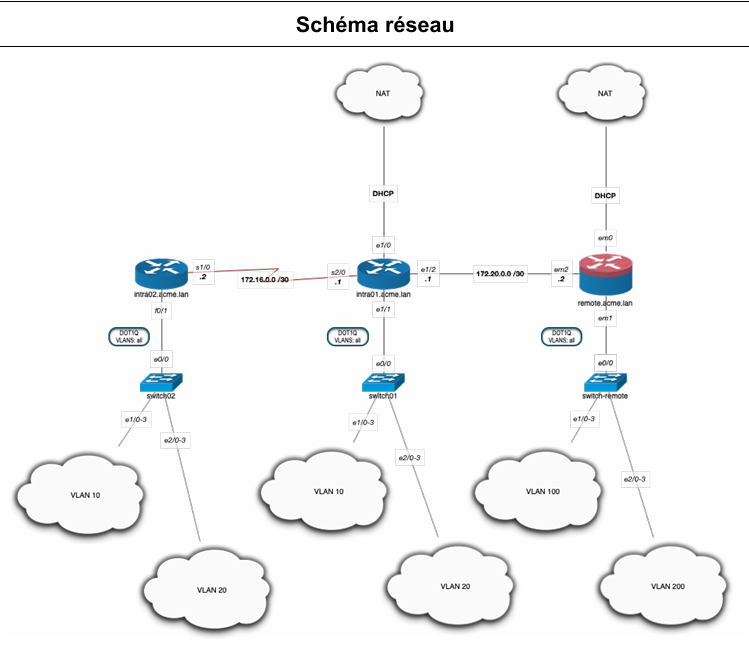 Schéma réseau
NAT
NAT
DHCP
DHCP
e1/0
em0
s1/0
.2
172.16.0.0 /30
s2/0
.1
e1/2
.1
172.20.0.0 /30
em2
.2
intra02.acme.lan
intra01.acme.lan
remote.acme.lan
f0/1
e1/1
em1
DOT1Q
VLANS: all
DOT1Q
VLANS: all
DOT1Q
VLANS: all
e0/0
e0/0
e0/0
switch02
switch01
switch-remote
e1/0-3
e1/0-3
e1/0-3
e2/0-3
e2/0-3
e2/0-3
VLAN 10
VLAN 10
VLAN 100
VLAN 20
VLAN 20
VLAN 200